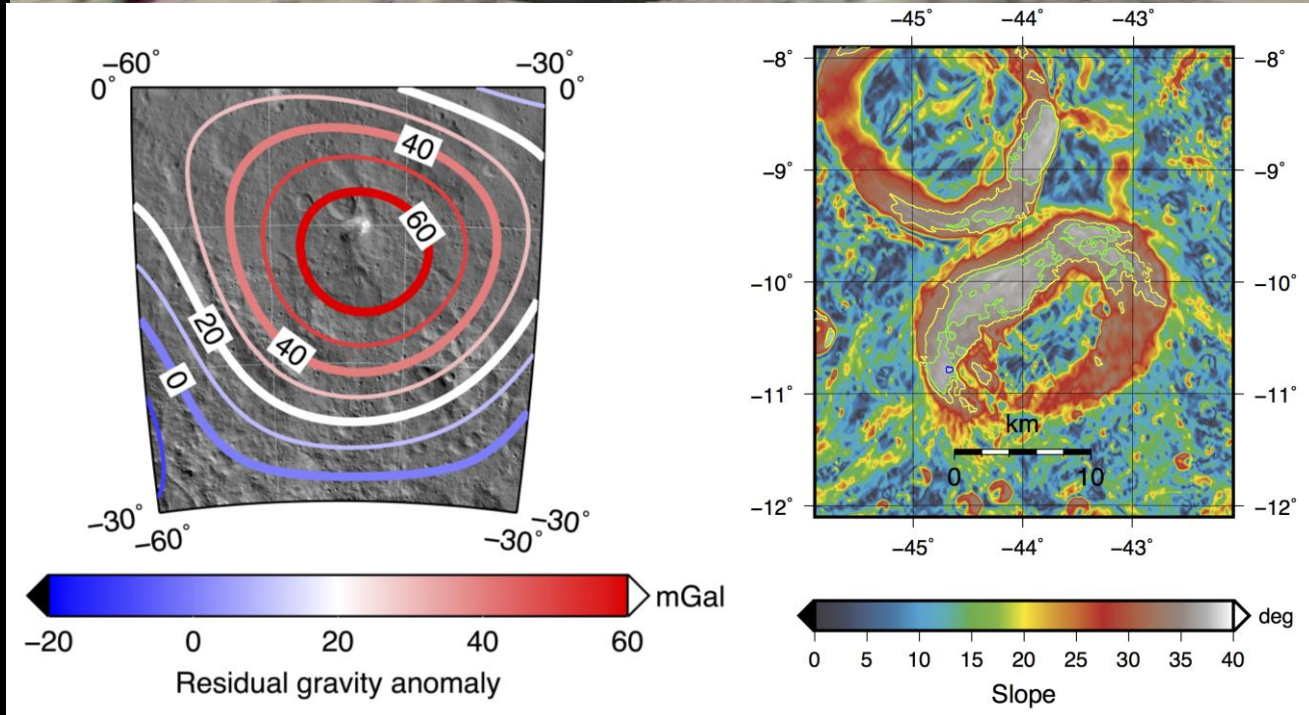 −60° −30°
0° 0°
40
60
20
40
0
−30° −30°
−60° −30°
mGal
−20 0 20 40 60
Residual gravity anomaly
−45° −44° −43°
−8° −8°
−9° −9°
−10° −10°
−11° −11°
km
0 10
−12° −12°
−45° −44° −43°
deg
0 5 10 15 20 25 30 35 40
Slope